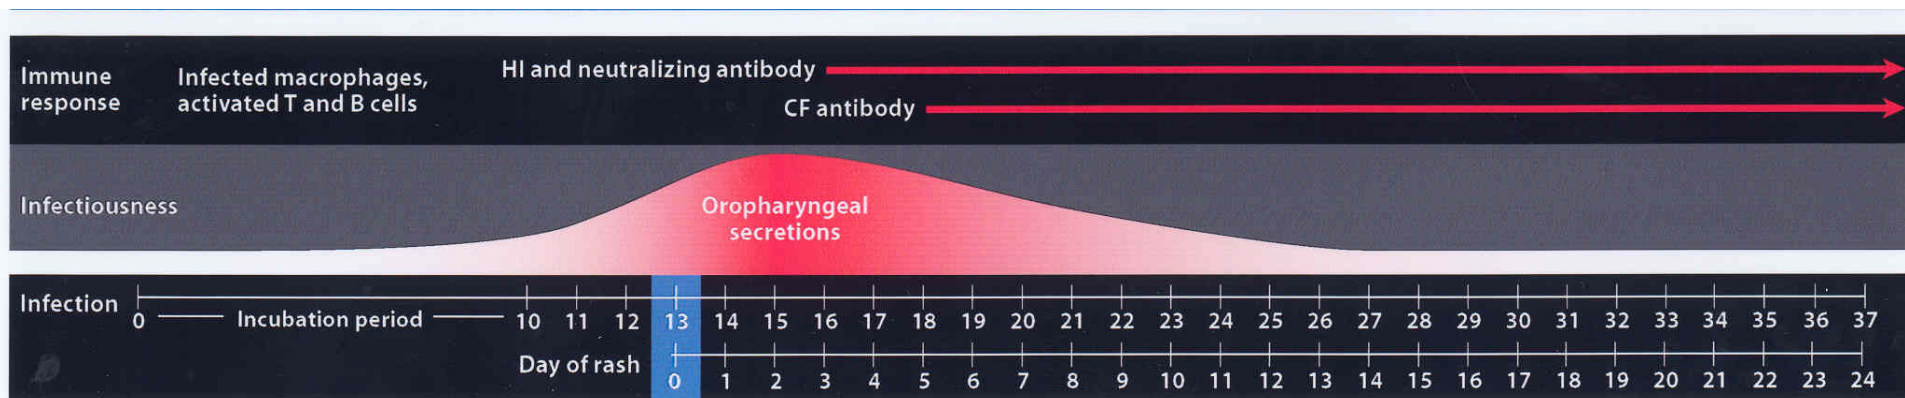 Immune
response
Infected macrophages,
activated T and B cells
HI and neutralizing antibody
CF antibody
Infectiousness
Oropharyngeal
secretions
Infection
0
Incubation period
10 11 12 13 14 15 16 17 18 19 20 21 22 23 24 25 26 27 28 29 30 31 32 33 34 35 36 37
Day of rash
0 1 2 3 4 5 6 7 8 9 10 11 12 13 14 15 16 17 18 19 20 21 22 23 24